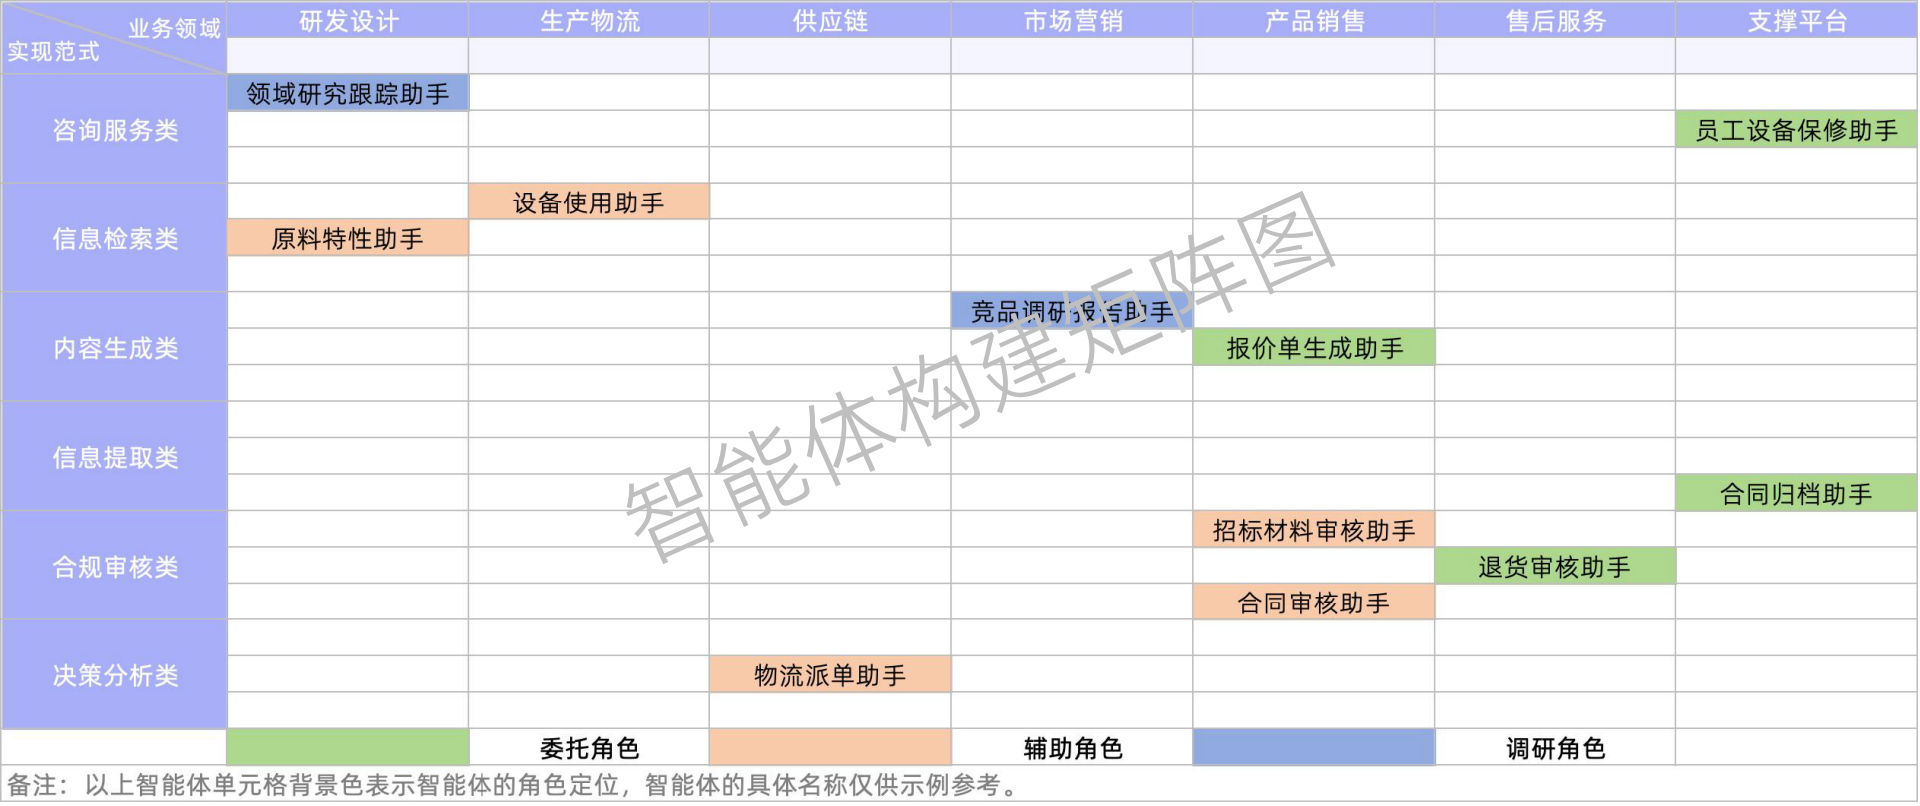 业务领域
实现范式
研发设计 生产物流 供应链 市场营销 产品销售 售后服务 支撑平台
领域研究跟踪助手
咨询服务类 员工设备保修助手
设备使用助手
信息检索类 原料特性助手
竞品调研报告助手
内容生成类 报价单生成助手
信息提取类
合同归档助手
招标材料审核助手
合规审核类 退货审核助手
合同审核助手
决策分析类 物流派单助手
委托角色 辅助角色 调研角色
备注：以上智能体单元格背景色表示智能体的角色定位，智能体的具体名称仅供示例参考。
智能体构建矩阵图